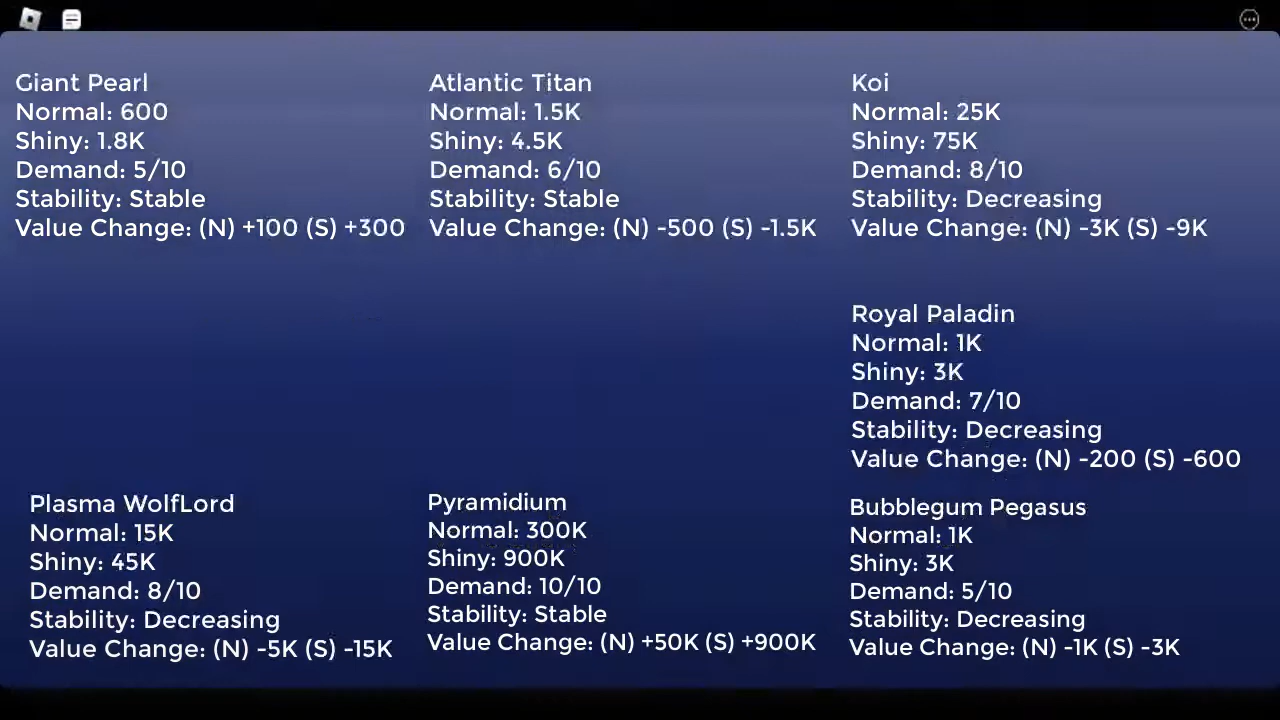 Giant Pearl
Normal: 600
Shiny: 1.8K
Demand: 5/10
Stability: Stable
Value Change: (N) +100 (S) +300
Atlantic Titan
Normal: 1.5K
Shiny: 4.5K
Demand: 6/10
Stability: Stable
Value Change: (N) -500 (S) -1.5K
Koi
Normal: 25K
Shiny: 75K
Demand: 8/10
Stability: Decreasing
Value Change: (N) -3K (S) -9K
Royal Paladin
Normal: 1K
Shiny: 3K
Demand: 7/10
Stability: Decreasing
Value Change: (N) -200 (S) -600
Plasma WolfLord
Normal: 15K
Shiny: 45K
Demand: 8/10
Stability: Decreasing
Value Change: (N) -5K (S) -15K
Pyramidium
Normal: 300K
Shiny: 900K
Demand: 10/10
Stability: Stable
Value Change: (N) +50K (S) +900K
Bubblegum Pegasus
Normal: 1K
Shiny: 3K
Demand: 5/10
Stability: Decreasing
Value Change: (N) -1K (S) -3K